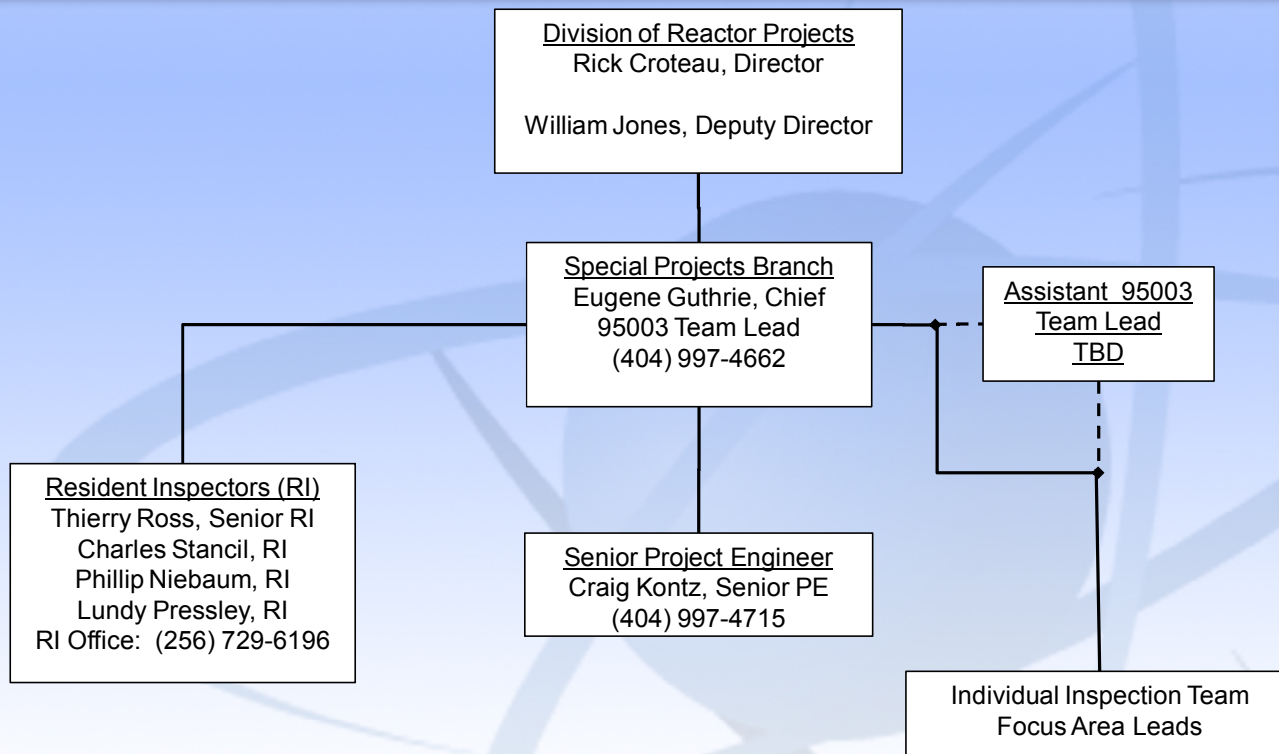 Division of Reactor Projects
Rick Croteau, Director
William Jones, Deputy Director
Special Projects Branch
Eugene Guthrie, Chief
95003 Team Lead
(404) 997-4662
Assistant  95003
Team Lead
TBD
Resident Inspectors (RI)
Thierry Ross, Senior RI
Charles Stancil, RI
Phillip Niebaum, RI
Lundy Pressley, RI
RI Office:  (256) 729-6196
Senior Project Engineer
Craig Kontz, Senior PE
(404) 997-4715
Individual Inspection Team
Focus Area Leads